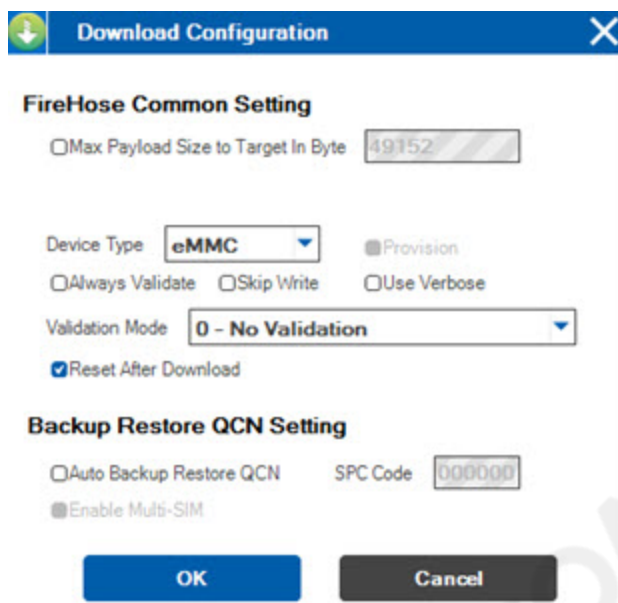 Download Configuration
FireHose Common Setting
Max Payload Size to Target In Byte 49152
Device Type eMMC Provision
Always Validate Skip Write Use Verbose
Validation Mode 0 - No Validation
Reset After Download
Backup Restore QCN Setting
Auto Backup Restore QCN SPC Code 000000
Enable Multi-SIM
OK Cancel